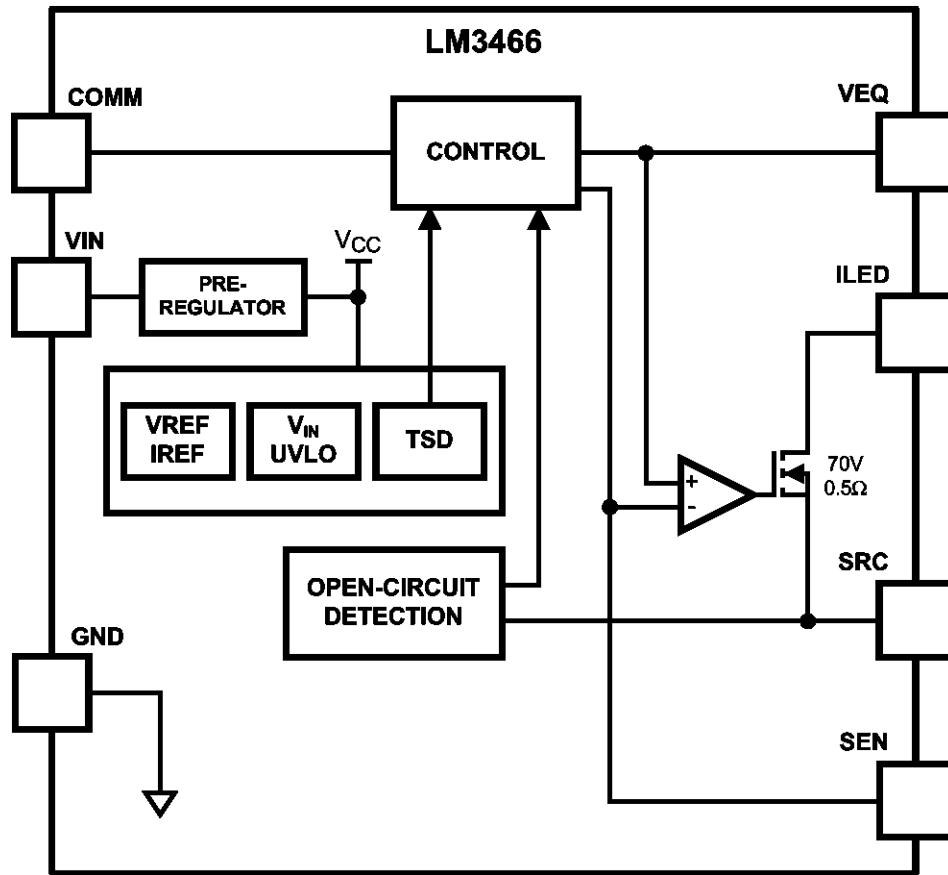 LM3466
COMM
VEQ
CONTROL
VIN
VCC
ILED
PRE-
REGULATOR
VREF
IREF
VIN
UVLO
TSD
+
-
70V
0.5Ω
SRC
OPEN-CIRCUIT
DETECTION
GND
SEN